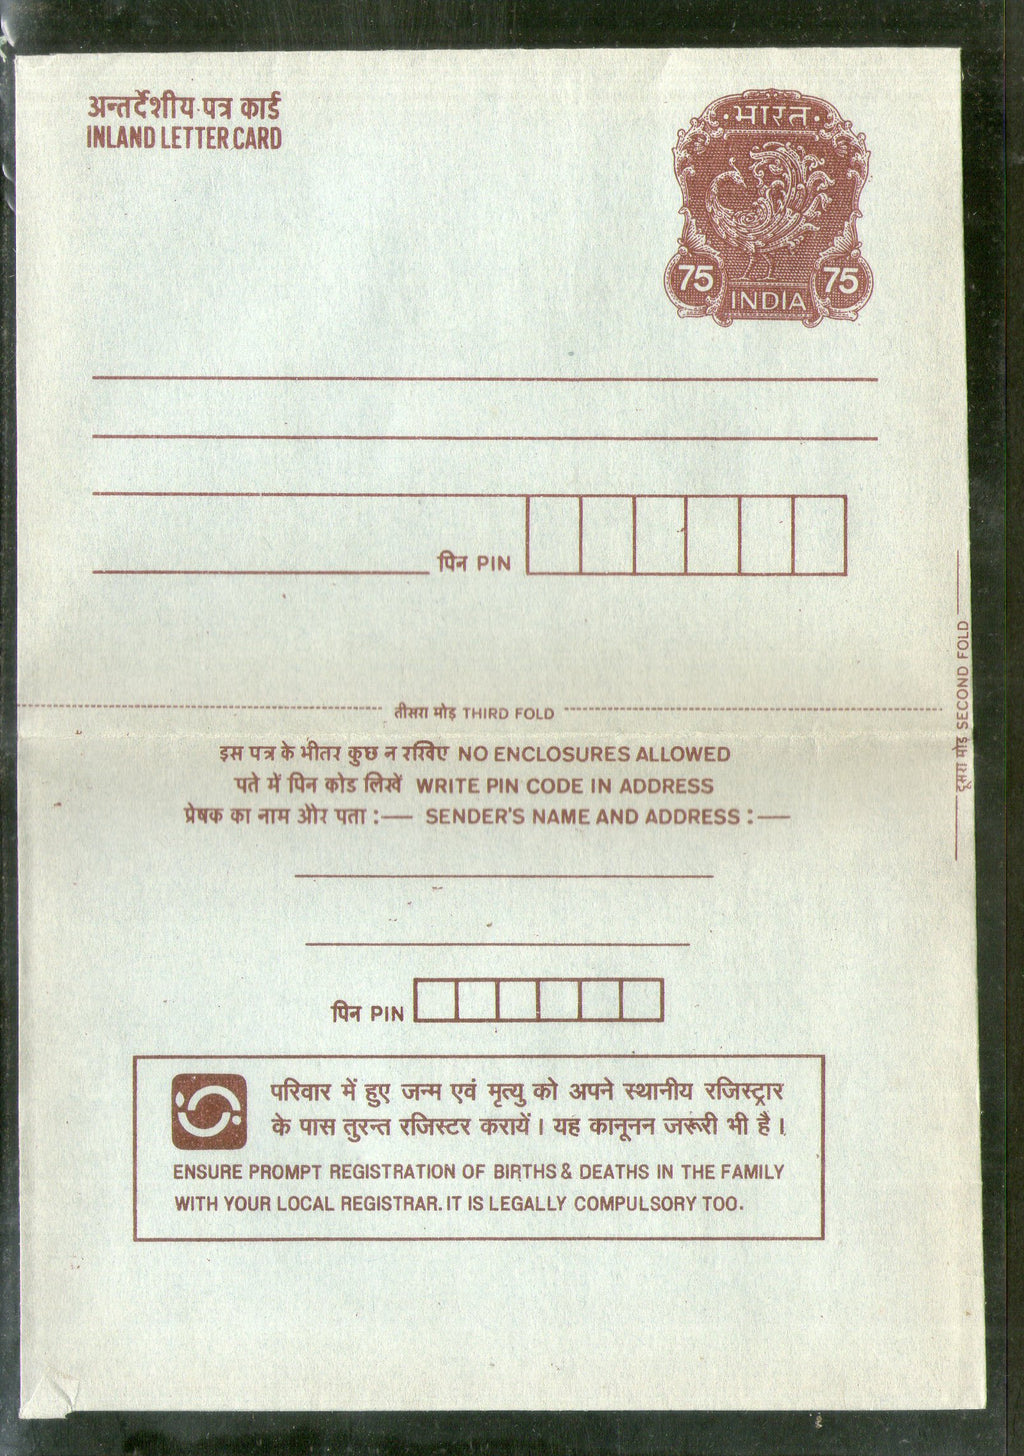 अन्तर्देशीय पत्र कार्ड
INLAND LETTER CARD
भारत
75 75
INDIA
पिन PIN
दूसरा मोड़ SECOND FOLD
तीसरा मोड़ THIRD FOLD
इस पत्र के भीतर कुछ न रखिए NO ENCLOSURES ALLOWED
पते में पिन कोड लिखें WRITE PIN CODE IN ADDRESS
प्रेषक का नाम और पता :— SENDER'S NAME AND ADDRESS :—
पिन PIN
परिवार में हुए जन्म एवं मृत्यु को अपने स्थानीय रजिस्ट्रार
के पास तुरन्त रजिस्टर करायें। यह कानूनन जरूरी भी है।
ENSURE PROMPT REGISTRATION OF BIRTHS & DEATHS IN THE FAMILY
WITH YOUR LOCAL REGISTRAR. IT IS LEGALLY COMPULSORY TOO.